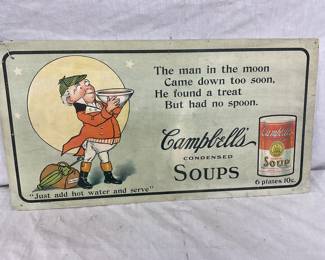 The man in the moon
Came down too soon,
He found a treat
But had no spoon.
Campbell's
CONDENSED
SOUPS
Campbell's
SOUP
6 plates 10c.
"Just add hot water and serve"